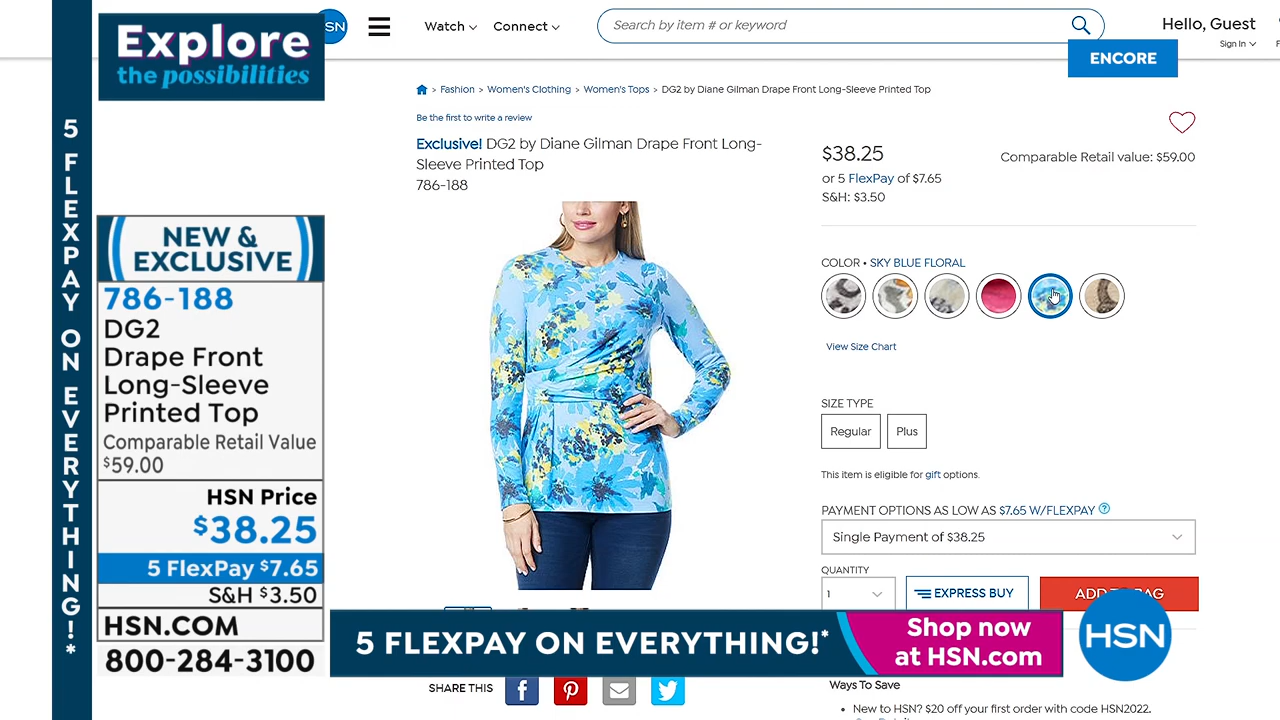 Explore
the possibilities
5 FLEXPAY ON EVERYTHING!*
NEW &
EXCLUSIVE
786-188
DG2
Drape Front
Long-Sleeve
Printed Top
Comparable Retail Value
$59.00
HSN Price
$38.25
5 FlexPay $7.65
S&H $3.50
HSN.COM
800-284-3100
SN
Watch
Connect
Search by item # or keyword
Hello, Guest
Sign In
F
ENCORE
> Fashion > Women's Clothing > Women's Tops > DG2 by Diane Gilman Drape Front Long-Sleeve Printed Top
Be the first to write a review
Exclusive! DG2 by Diane Gilman Drape Front Long-
Sleeve Printed Top
786-188
$38.25
Comparable Retail value: $59.00
or 5 FlexPay of $7.65
S&H: $3.50
COLOR • SKY BLUE FLORAL
View Size Chart
SIZE TYPE
Regular
Plus
This item is eligible for gift options.
PAYMENT OPTIONS AS LOW AS $7.65 W/FLEXPAY ?
Single Payment of $38.25
QUANTITY
1
EXPRESS BUY
ADD TO BAG
5 FLEXPAY ON EVERYTHING!*
Shop now
at HSN.com
HSN
SHARE THIS
Ways To Save
• New to HSN? $20 off your first order with code HSN2022.